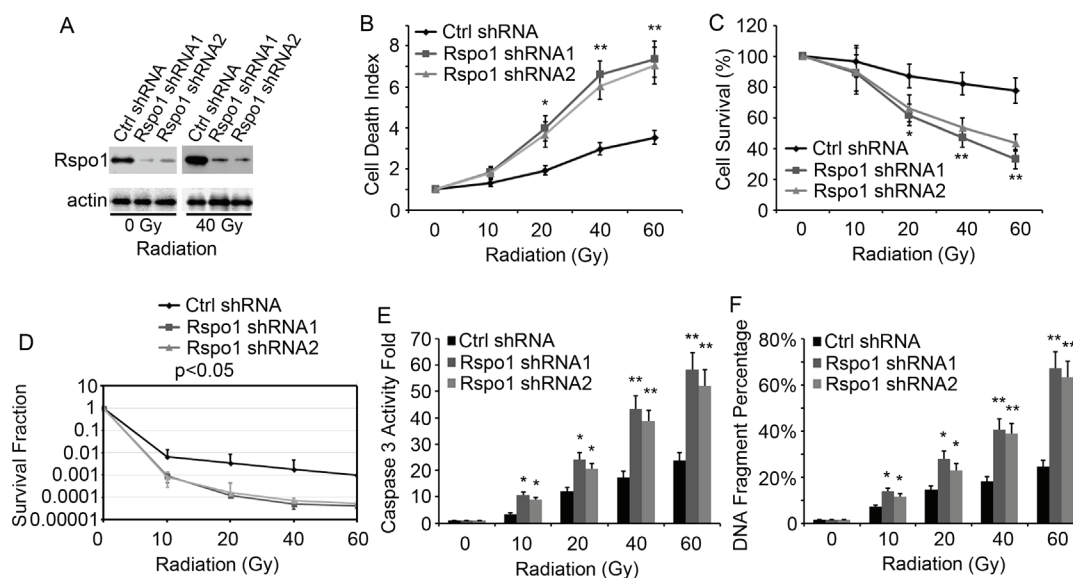 A
Ctrl shRNA
Rspo1 shRNA1
Rspo1 shRNA2
Ctrl shRNA
Rspo1 shRNA1
Rspo1 shRNA2
Rspo1
actin
0 Gy
40 Gy
Radiation
B
Ctrl shRNA
Rspo1 shRNA1
Rspo1 shRNA2
Cell Death Index
8
6
4
2
0
*
**
**
0 10 20 40 60
Radiation (Gy)
C
Cell Survival (%)
120
100
80
60
40
20
0
Ctrl shRNA
Rspo1 shRNA1
Rspo1 shRNA2
*
**
**
0 10 20 40 60
Radiation (Gy)
D
Ctrl shRNA
Rspo1 shRNA1
Rspo1 shRNA2
p<0.05
Survival Fraction
10
1
0.01
0.001
0.0001
0.00001
0 10 20 40 60
Radiation (Gy)
E
Ctrl shRNA
Rspo1 shRNA1
Rspo1 shRNA2
Caspase 3 Activity Fold
70
60
50
40
30
20
10
0
* *
* *
** **
** **
0 10 20 40 60
Radiation (Gy)
F
Ctrl shRNA
Rspo1 shRNA1
Rspo1 shRNA2
DNA Fragment Percentage
80%
60%
40%
20%
0
* *
* *
** **
** **
0 10 20 40 60
Radiation (Gy)